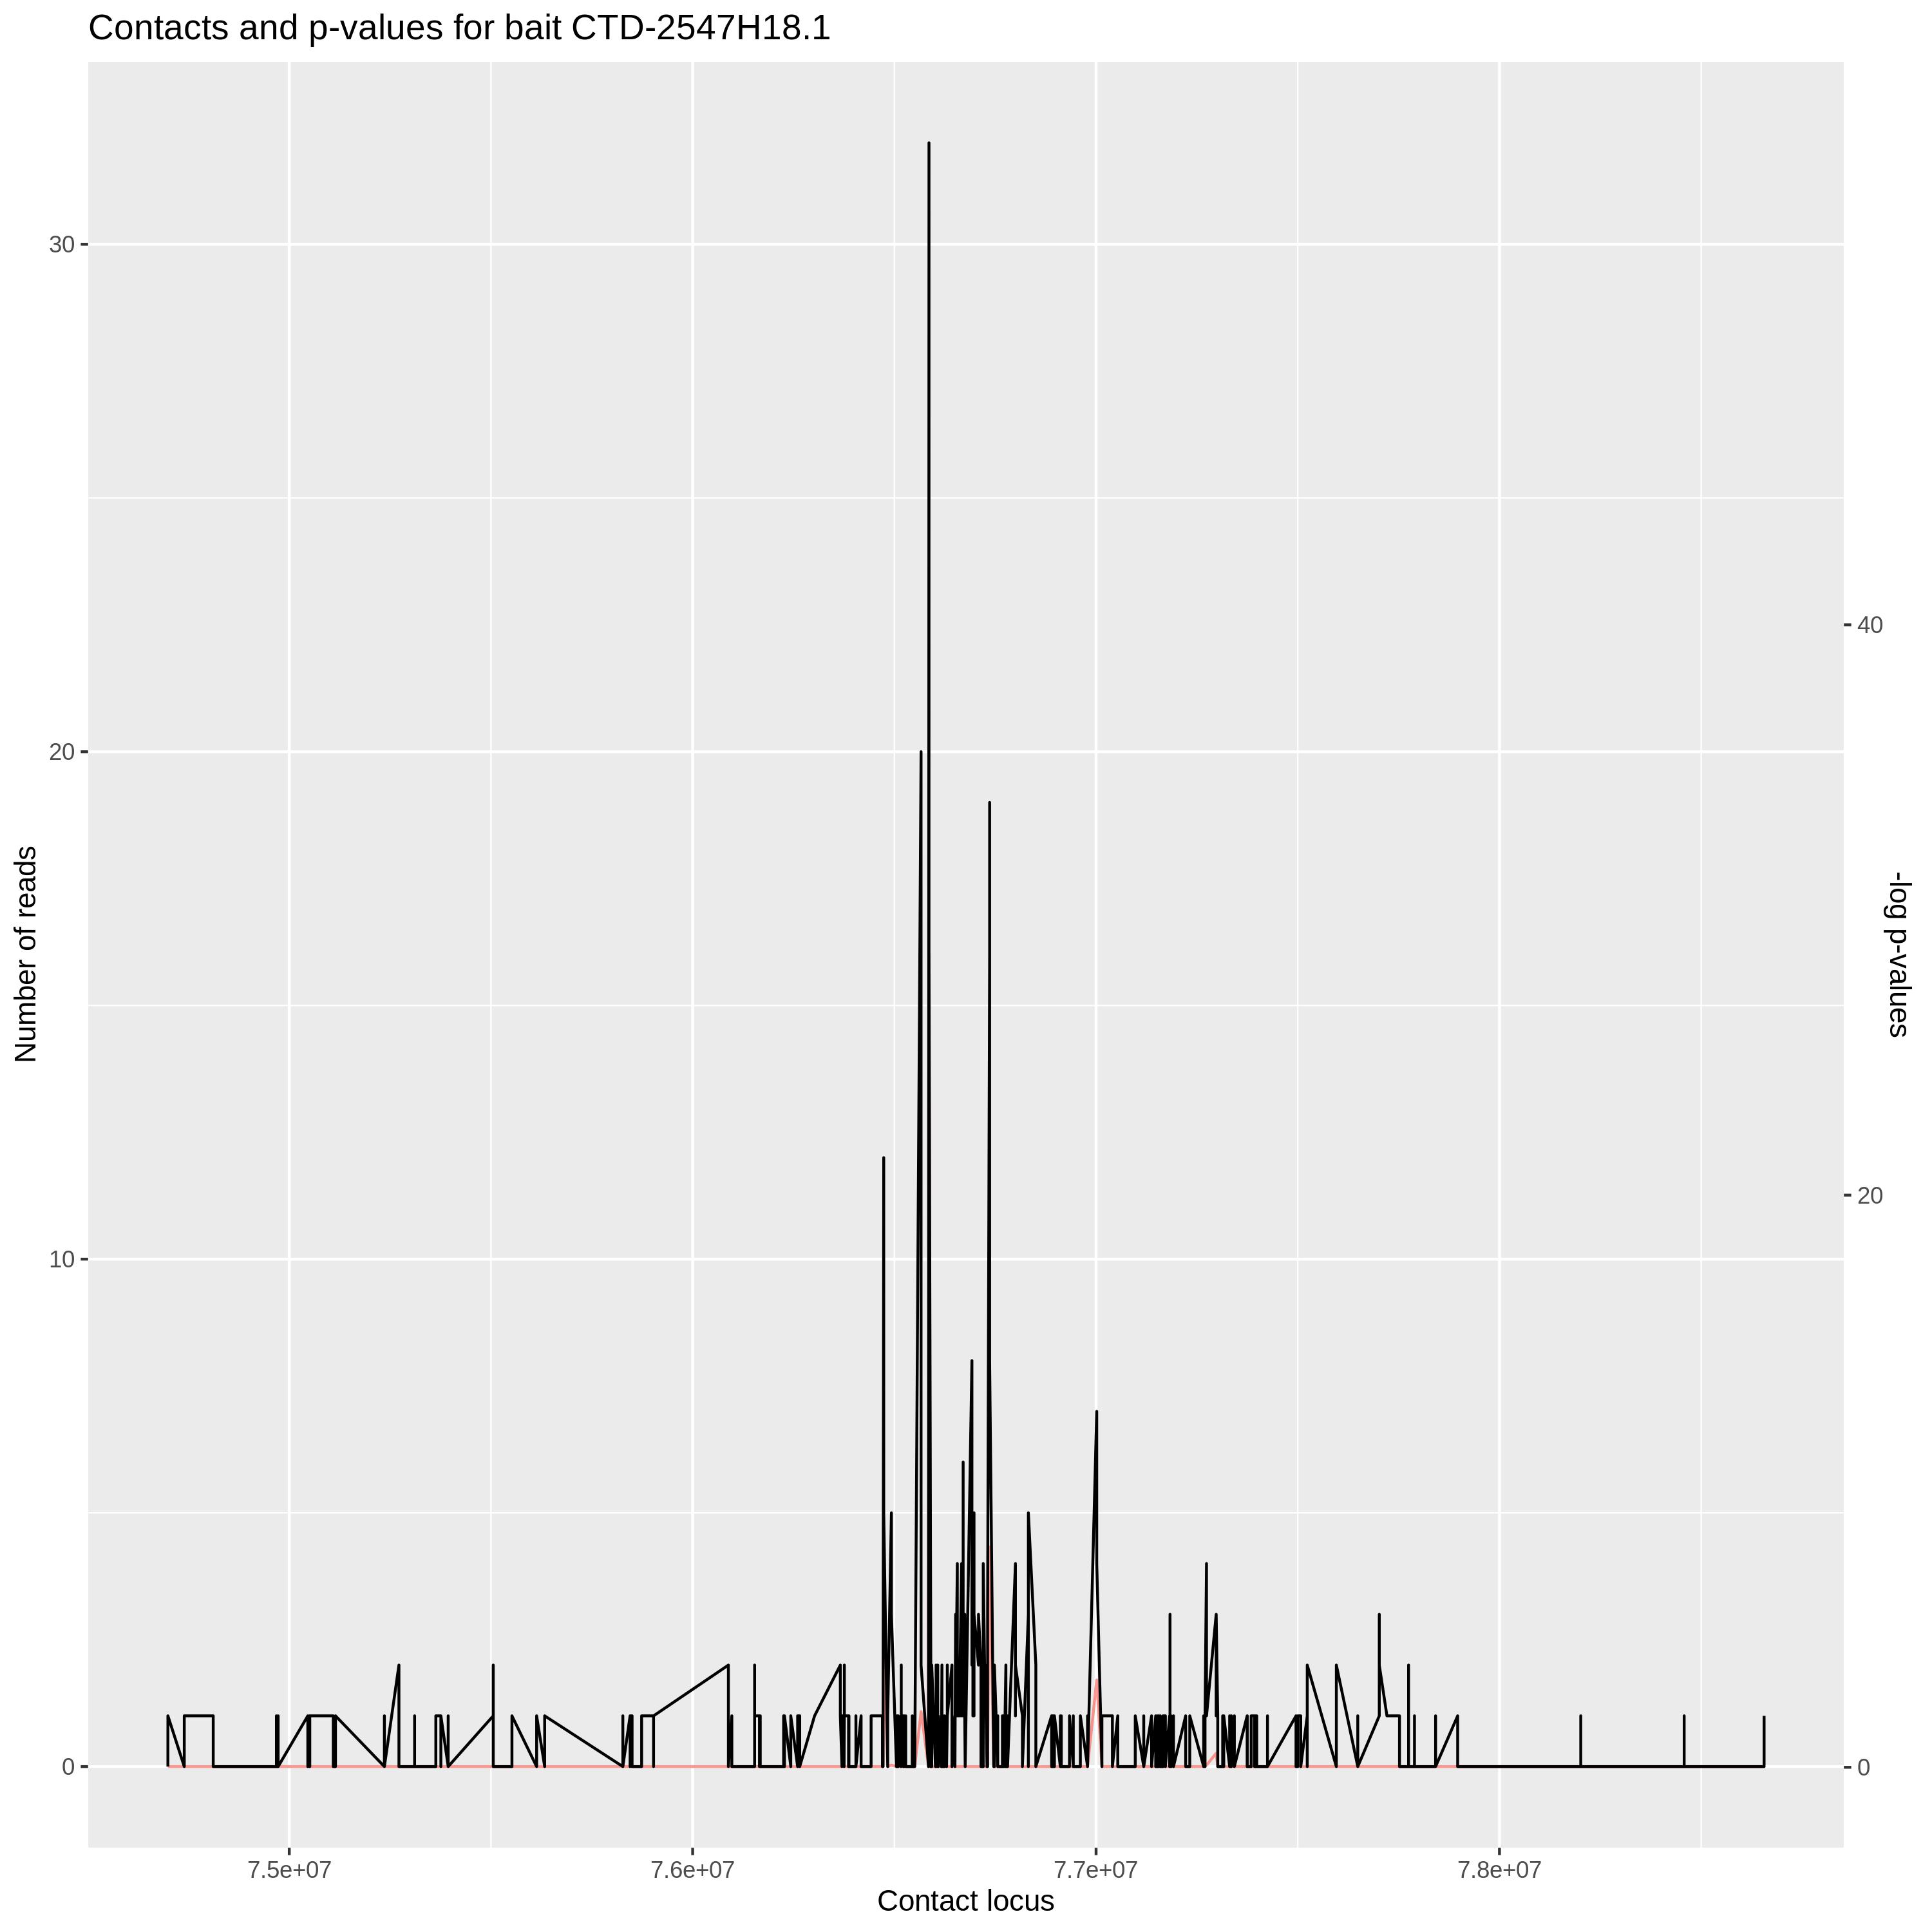 Contacts and p-values for bait CTD-2547H18.1
30
20
10
0
Number of reads
40
20
0
-log p-values
7.5e+07 7.6e+07 7.7e+07 7.8e+07
Contact locus